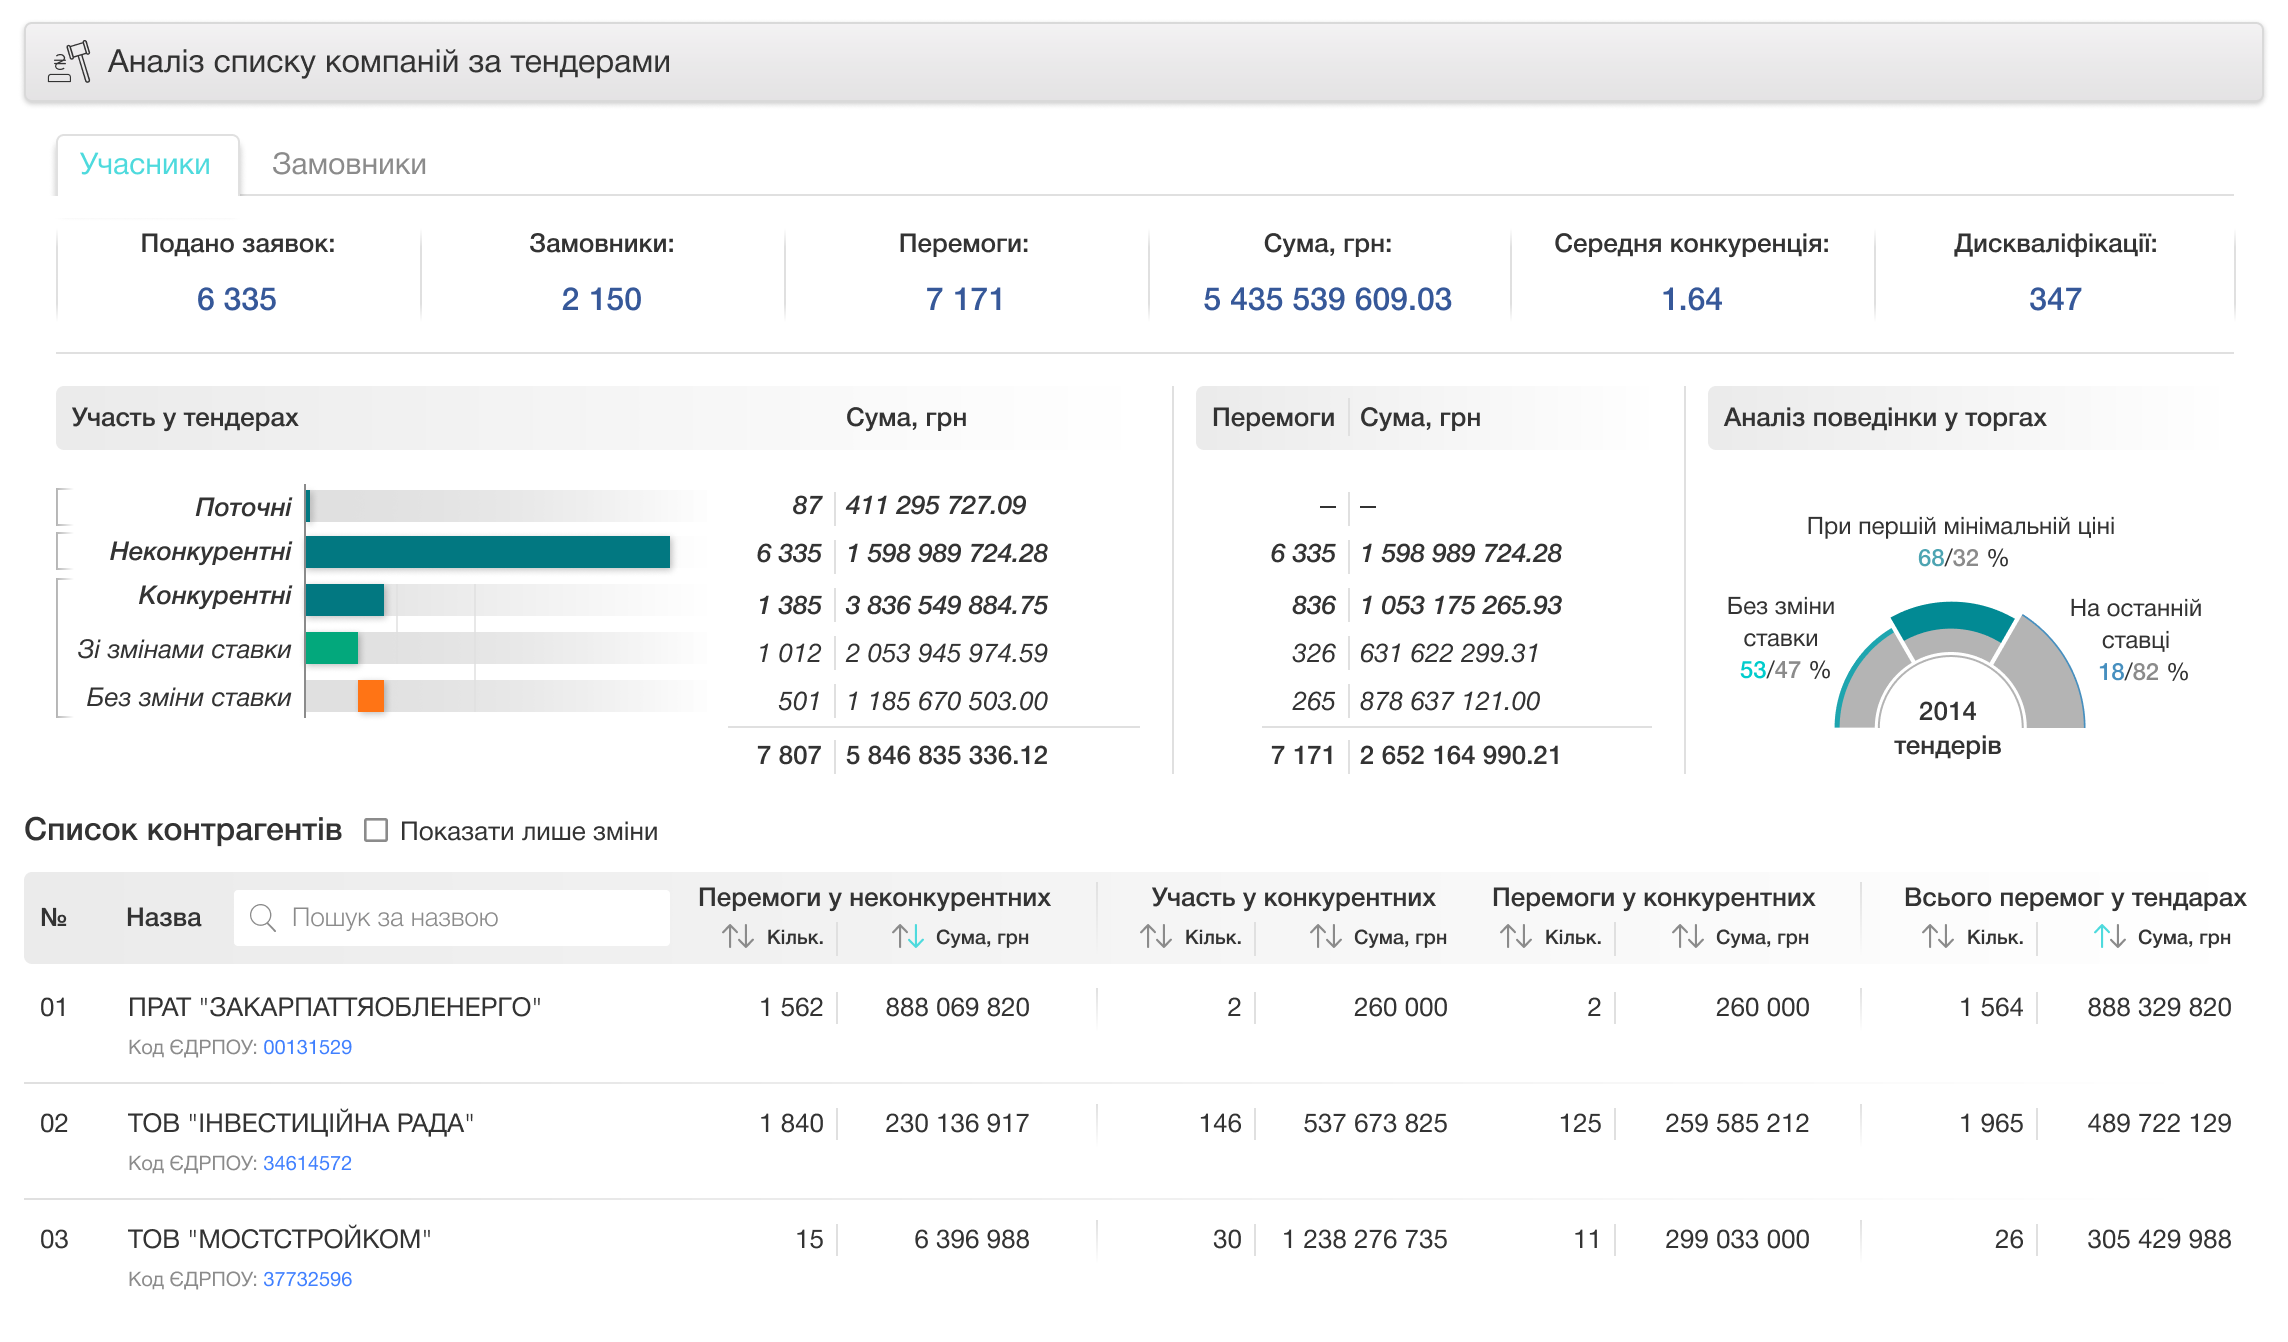 Аналіз списку компаній за тендерами
Учасники Замовники
Подано заявок: Замовники: Перемоги: Сума, грн: Середня конкуренція: Дискваліфікації:
6 335 2 150 7 171 5 435 539 609.03 1.64 347
Участь у тендерах Сума, грн Перемоги Сума, грн Аналіз поведінки у торгах
Поточні 87 411 295 727.09 – –
Неконкурентні 6 335 1 598 989 724.28 6 335 1 598 989 724.28
Конкурентні 1 385 3 836 549 884.75 836 1 053 175 265.93
Зі змінами ставки 1 012 2 053 945 974.59 326 631 622 299.31
Без зміни ставки 501 1 185 670 503.00 265 878 637 121.00
7 807 5 846 835 336.12 7 171 2 652 164 990.21
При першій мінімальній ціні
68/32 %
Без зміни
ставки
53/47 %
На останній
ставці
18/82 %
2014
тендерів
Список контрагентів Показати лише зміни
№ Назва Пошук за назвою Перемоги у неконкурентних Участь у конкурентних Перемоги у конкурентних Всього перемог у тендарах
Кільк. Сума, грн Кільк. Сума, грн Кільк. Сума, грн Кільк. Сума, грн
01 ПРАТ "ЗАКАРПАТТЯОБЛЕНЕРГО" 1 562 888 069 820 2 260 000 2 260 000 1 564 888 329 820
Код ЄДРПОУ: 00131529
02 ТОВ "ІНВЕСТИЦІЙНА РАДА" 1 840 230 136 917 146 537 673 825 125 259 585 212 1 965 489 722 129
Код ЄДРПОУ: 34614572
03 ТОВ "МОСТСТРОЙКОМ" 15 6 396 988 30 1 238 276 735 11 299 033 000 26 305 429 988
Код ЄДРПОУ: 37732596